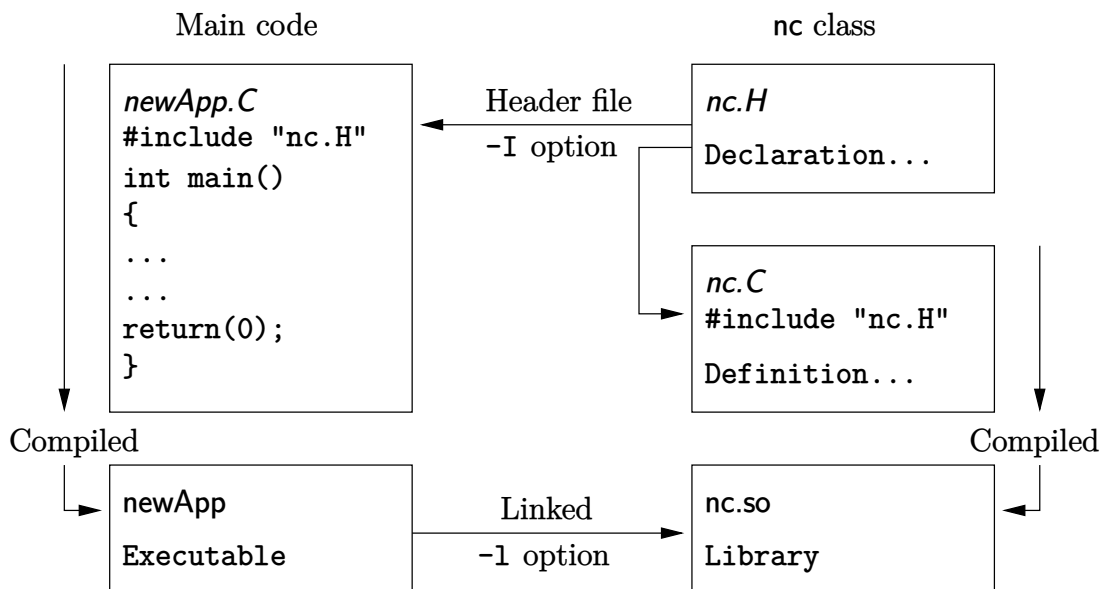 Main code
nc class
newApp.C
#include "nc.H"
int main()
{
...
...
return(0);
}
Header file
-I option
nc.H
Declaration...
nc.C
#include "nc.H"
Definition...
Compiled
Compiled
newApp
Executable
Linked
-l option
nc.so
Library